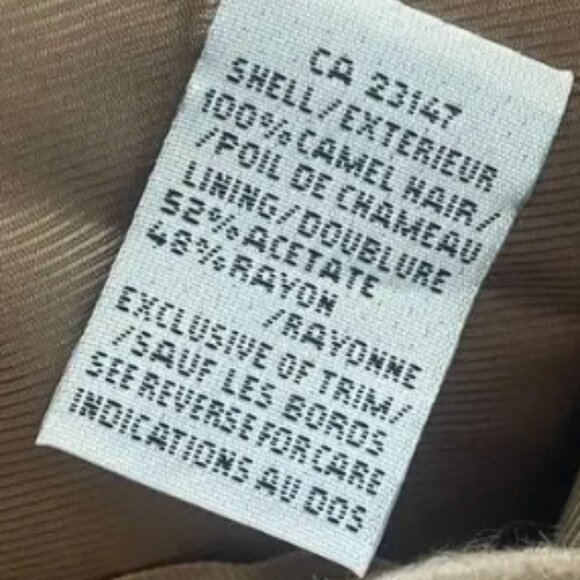 CA 23147
SHELL/EXTERIEUR
100% CAMEL HAIR/
/POIL DE CHAMEAU
LINING/DOUBLURE
52% ACETATE
48% RAYON
/RAYONNE
EXCLUSIVE OF TRIM/
/SAUF LES BORDS
SEE REVERSE FOR CARE
INDICATIONS AU DOS